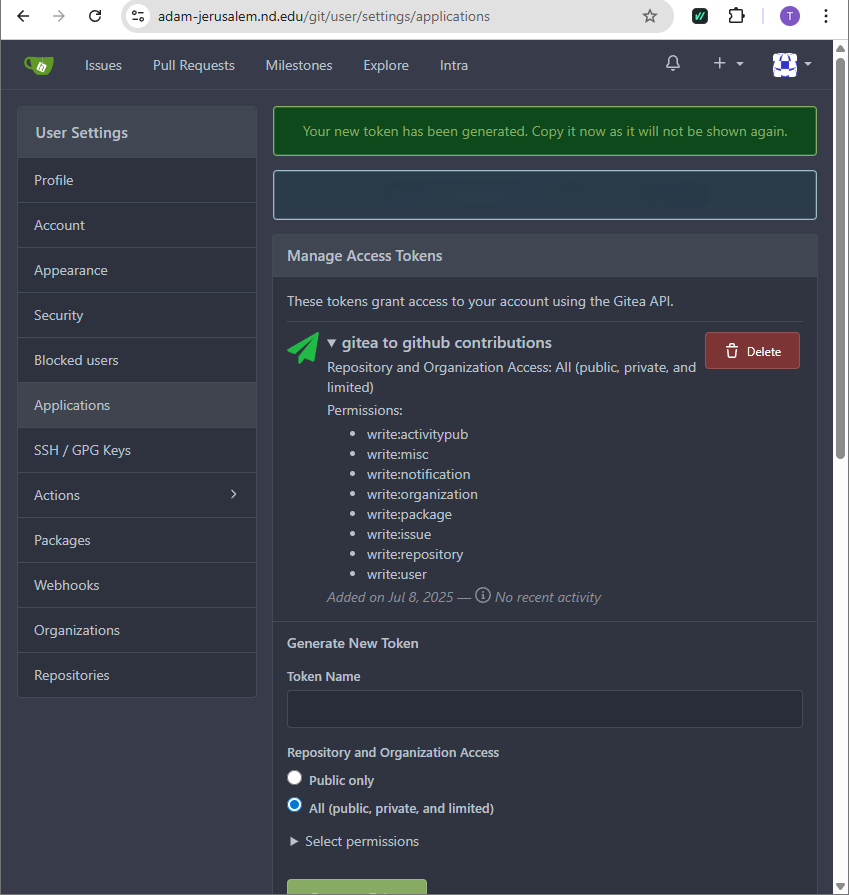 adam-jerusalem.nd.edu/git/user/settings/applications
T
Issues
Pull Requests
Milestones
Explore
Intra
User Settings
Profile
Account
Appearance
Security
Blocked users
Applications
SSH / GPG Keys
Actions
Packages
Webhooks
Organizations
Repositories
Your new token has been generated. Copy it now as it will not be shown again.
Manage Access Tokens
These tokens grant access to your account using the Gitea API.
gitea to github contributions
Delete
Repository and Organization Access: All (public, private, and
limited)
Permissions:
write:activitypub
write:misc
write:notification
write:organization
write:package
write:issue
write:repository
write:user
Added on Jul 8, 2025 — No recent activity
Generate New Token
Token Name
Repository and Organization Access
Public only
All (public, private, and limited)
Select permissions